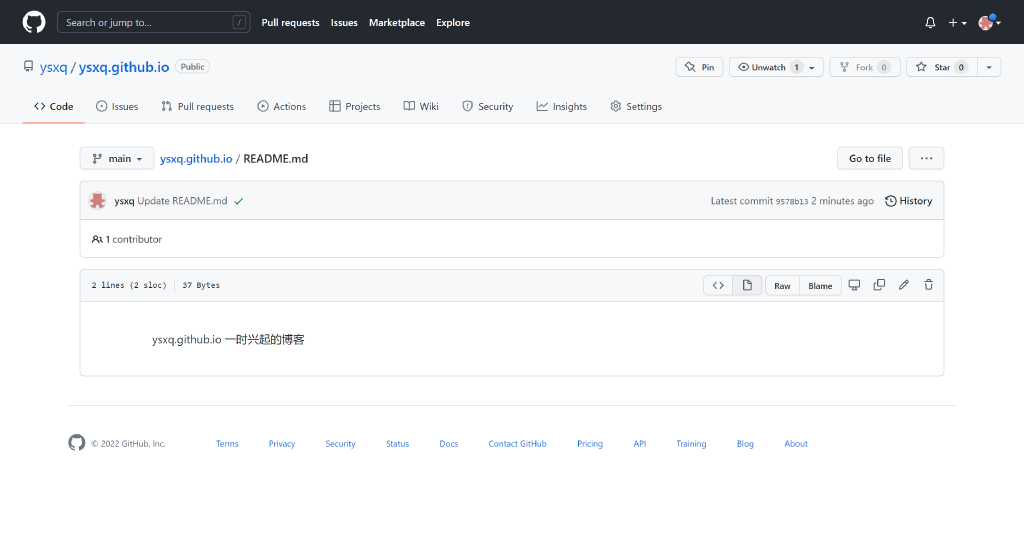 Search or jump to... /
Pull requests Issues Marketplace Explore
ysxq / ysxq.github.io Public
Pin Unwatch 1 Fork 0 Star 0
Code Issues Pull requests Actions Projects Wiki Security Insights Settings
main ysxq.github.io / README.md Go to file ...
ysxq Update README.md Latest commit 9578b13 2 minutes ago History
1 contributor
2 lines (2 sloc) 37 Bytes <> Raw Blame
ysxq.github.io 一时兴起的博客
© 2022 GitHub, Inc. Terms Privacy Security Status Docs Contact GitHub Pricing API Training Blog About